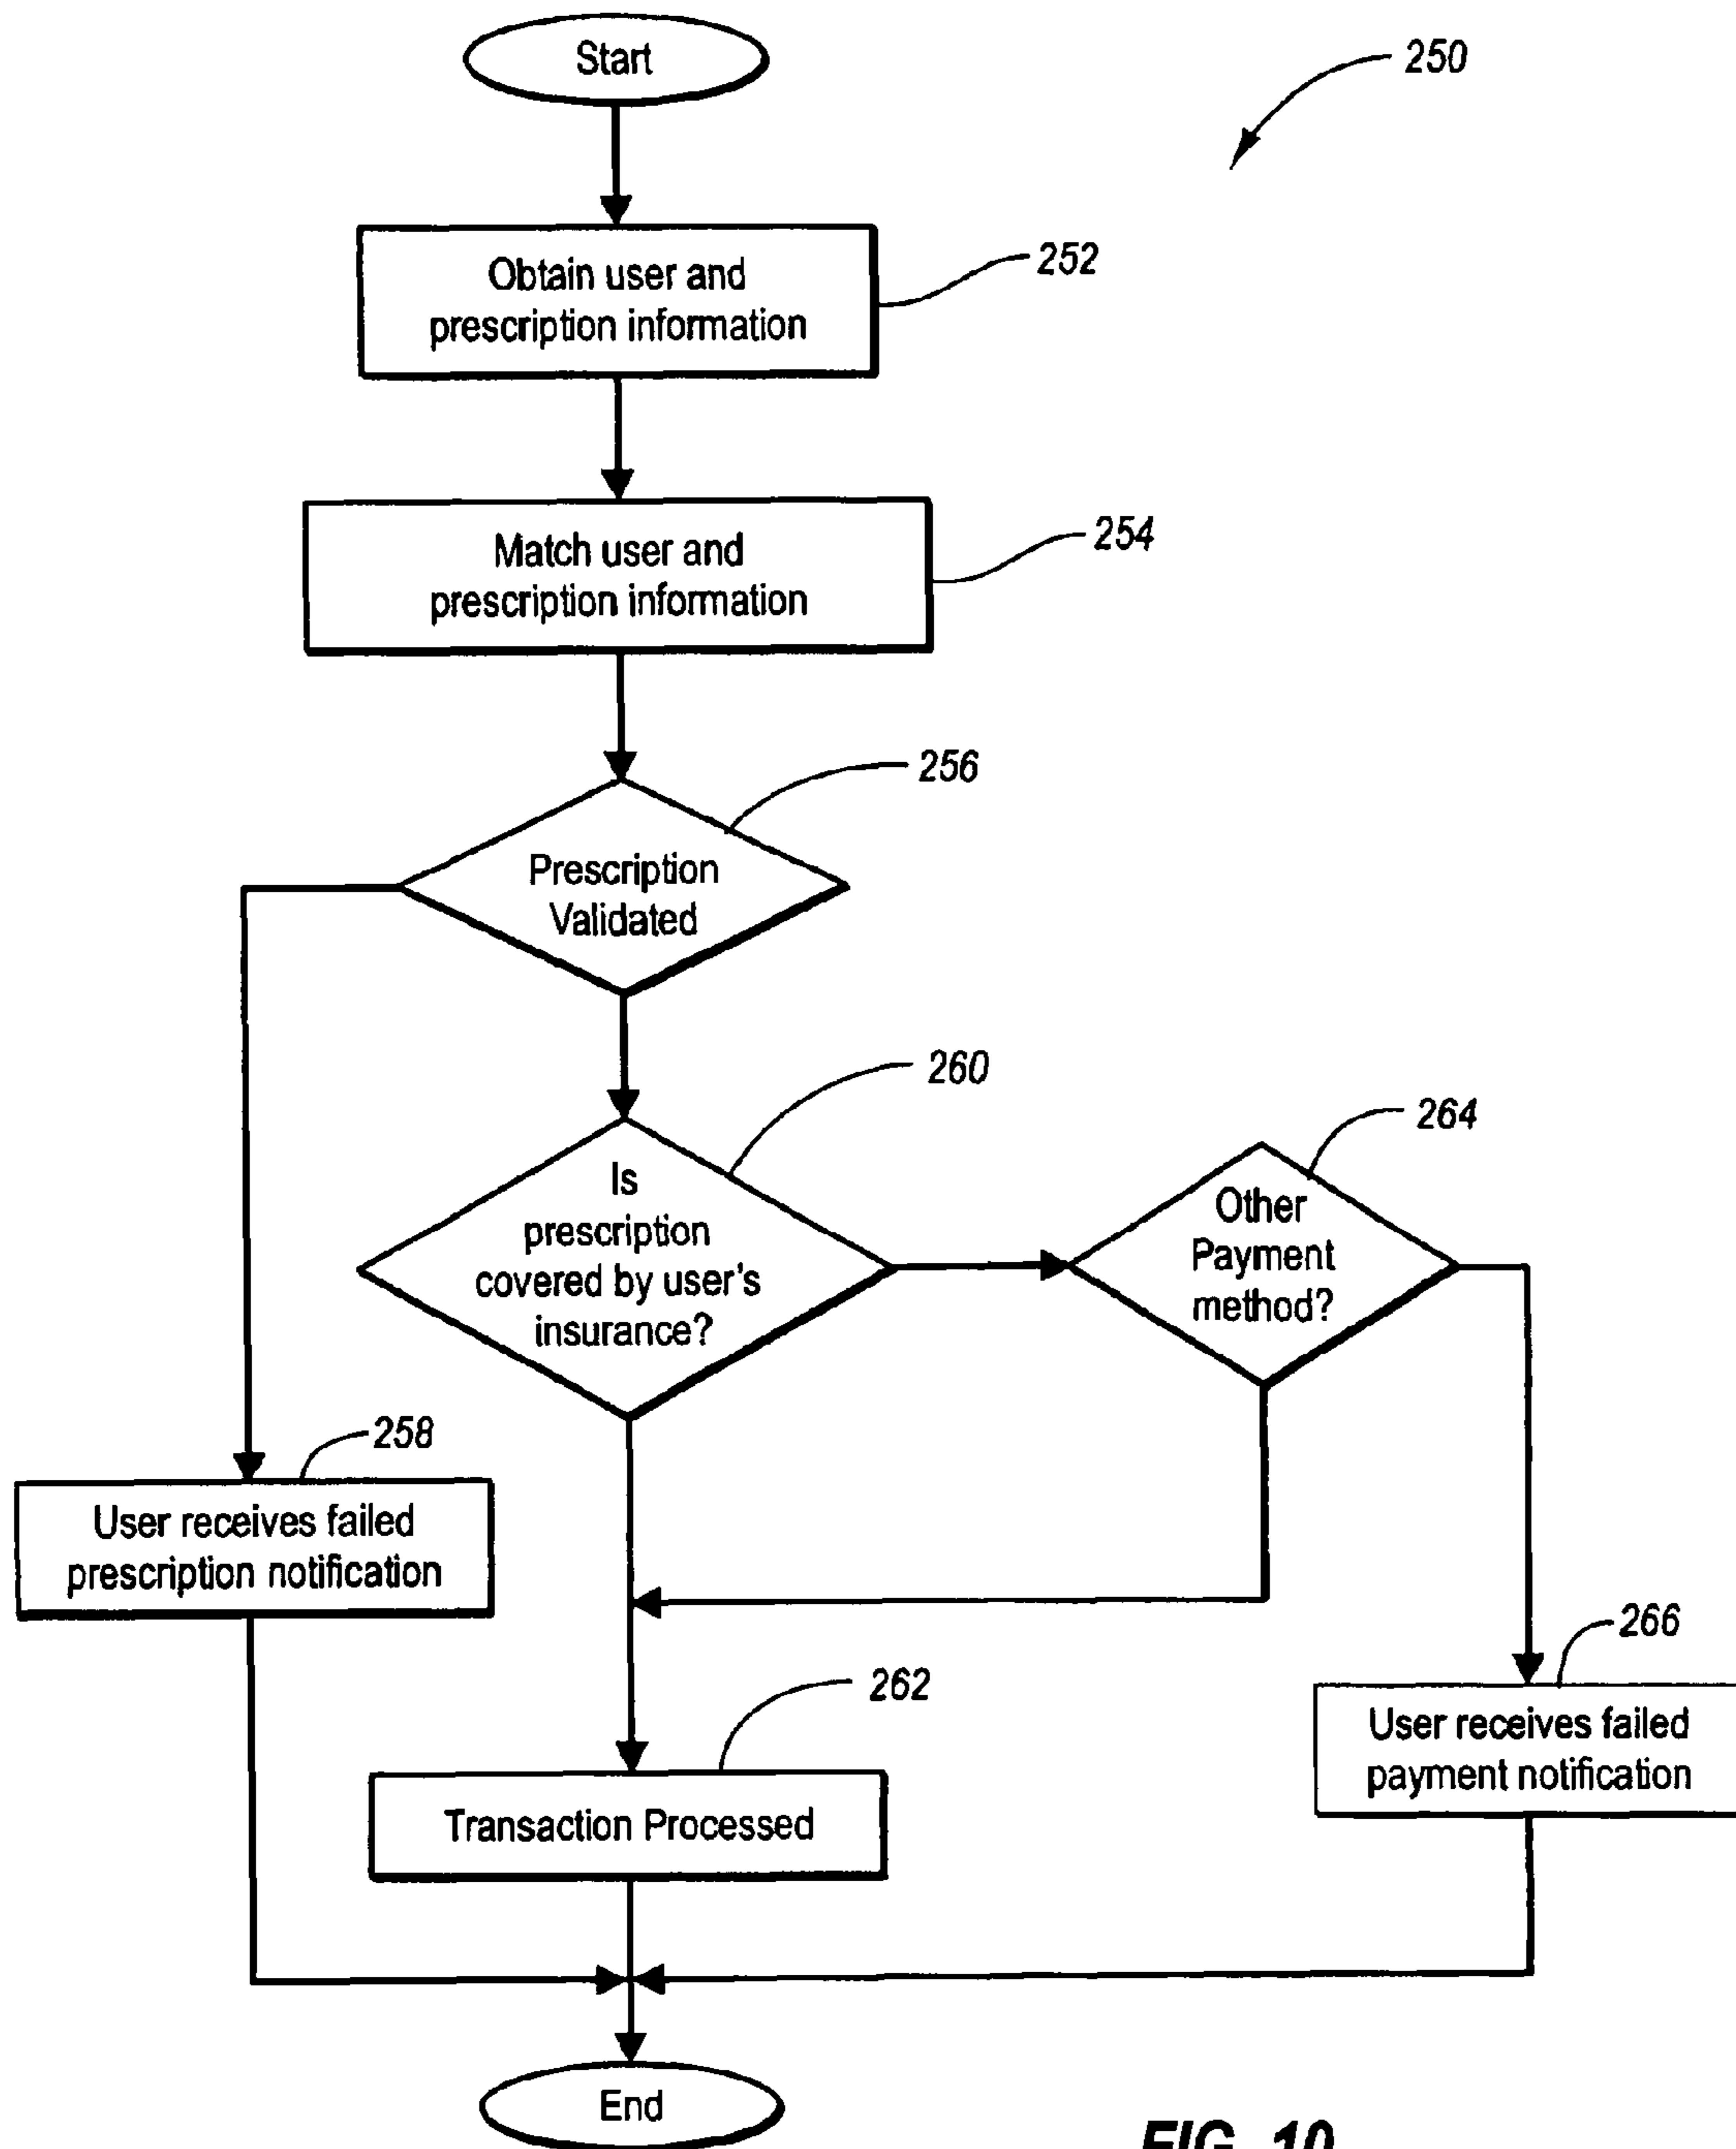 Start
250
Obtain user and
prescription information
252
Match user and
prescription information
254
Prescription
Validated
256
Is
prescription
covered by user's
insurance?
260
Other
Payment
method?
264
User receives failed
prescription notification
258
Transaction Processed
262
User receives failed
payment notification
266
End
FIG. 10